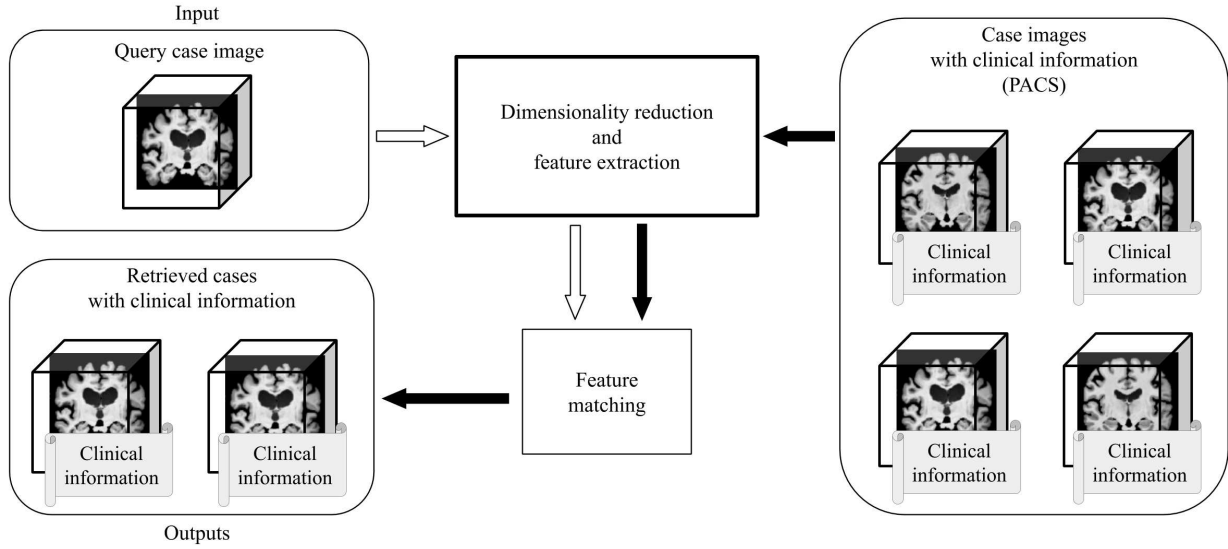 Input
Query case image
Dimensionality reduction
and
feature extraction
Case images
with clinical information
(PACS)
Clinical
information
Clinical
information
Clinical
information
Clinical
information
Feature
matching
Retrieved cases
with clinical information
Clinical
information
Clinical
information
Outputs